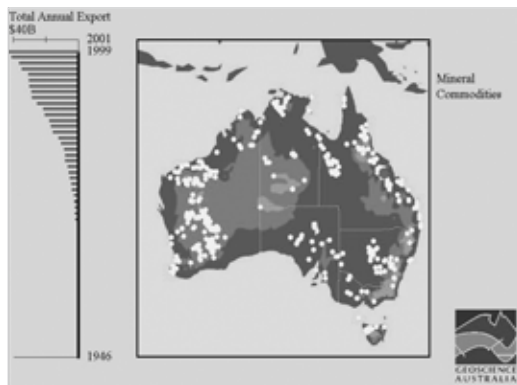 Total Annual Export
$40B
2001
1999
Mineral
Commodities
1946
GEOSCIENCE
AUSTRALIA